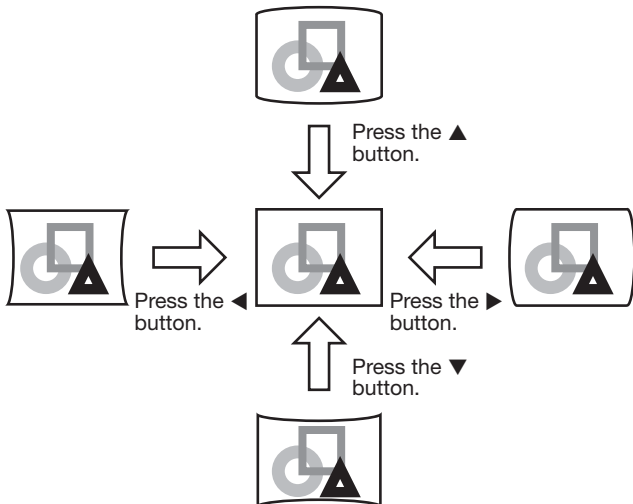 Press the ▲
button.
Press the ◀
button.
Press the ▶
button.
Press the ▼
button.